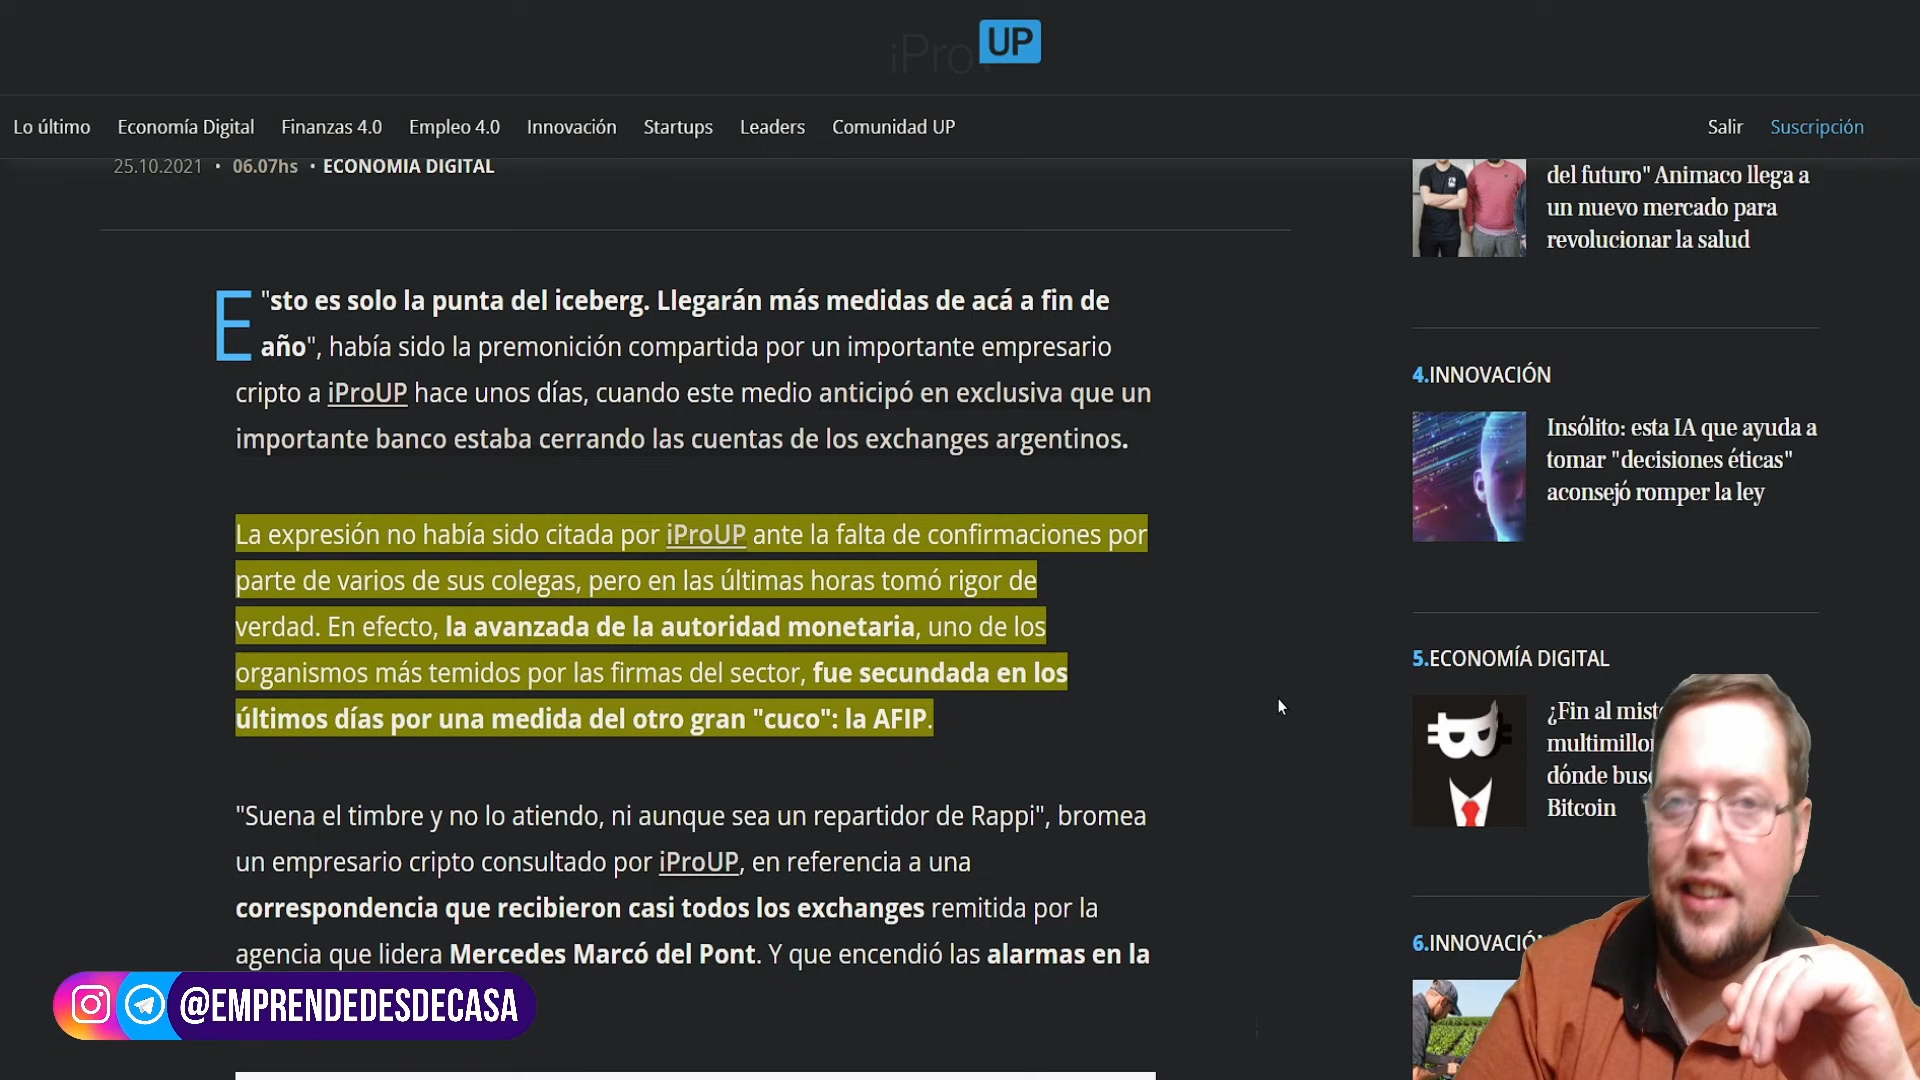 iPro UP
Lo último Economía Digital Finanzas 4.0 Empleo 4.0 Innovación Startups Leaders Comunidad UP Salir Suscripción
25.10.2021 • 06.07hs • ECONOMIA DIGITAL
E "sto es solo la punta del iceberg. Llegarán más medidas de acá a fin de
año", había sido la premonición compartida por un importante empresario
cripto a iProUP hace unos días, cuando este medio anticipó en exclusiva que un
importante banco estaba cerrando las cuentas de los exchanges argentinos.
La expresión no había sido citada por iProUP ante la falta de confirmaciones por
parte de varios de sus colegas, pero en las últimas horas tomó rigor de
verdad. En efecto, la avanzada de la autoridad monetaria, uno de los
organismos más temidos por las firmas del sector, fue secundada en los
últimos días por una medida del otro gran "cuco": la AFIP.
"Suena el timbre y no lo atiendo, ni aunque sea un repartidor de Rappi", bromea
un empresario cripto consultado por iProUP, en referencia a una
correspondencia que recibieron casi todos los exchanges remitida por la
agencia que lidera Mercedes Marcó del Pont. Y que encendió las alarmas en la
@EMPRENDEDESDECASA
del futuro" Animaco llega a
un nuevo mercado para
revolucionar la salud
4.INNOVACIÓN
Insólito: esta IA que ayuda a
tomar "decisiones éticas"
aconsejó romper la ley
5.ECONOMÍA DIGITAL
¿Fin al
dónde
Bitcoin
6.INNOVACIÓN